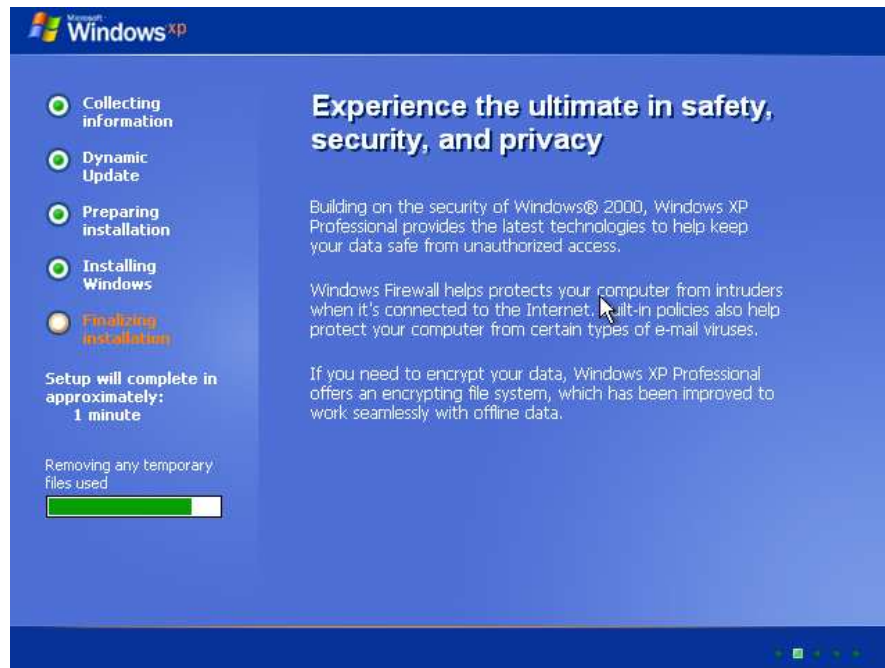 Microsoft
Windows xp
Collecting
information
Dynamic
Update
Preparing
installation
Installing
Windows
Finalizing
installation
Setup will complete in
approximately:
1 minute
Removing any temporary
files used
Experience the ultimate in safety,
security, and privacy
Building on the security of Windows® 2000, Windows XP
Professional provides the latest technologies to help keep
your data safe from unauthorized access.
Windows Firewall helps protects your computer from intruders
when it's connected to the Internet. Built-in policies also help
protect your computer from certain types of e-mail viruses.
If you need to encrypt your data, Windows XP Professional
offers an encrypting file system, which has been improved to
work seamlessly with offline data.